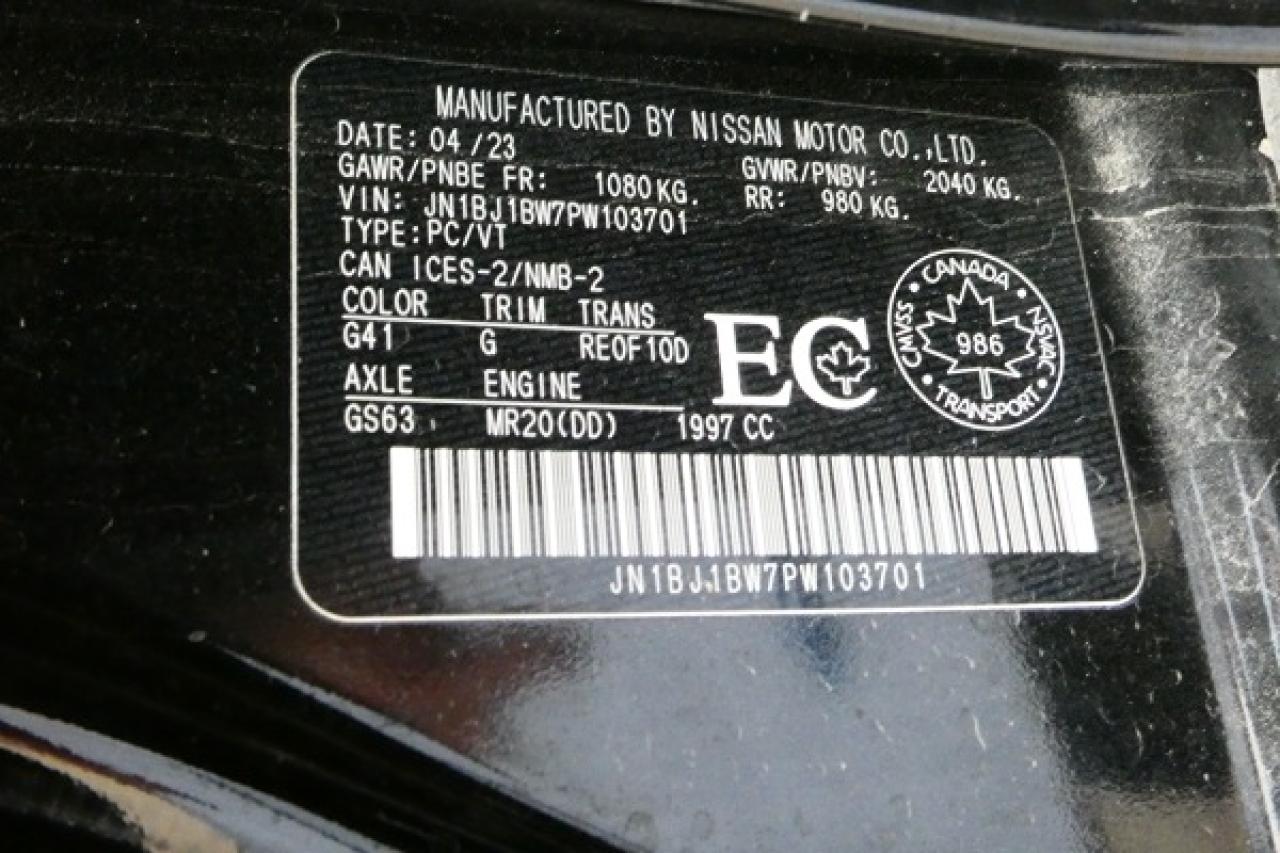 MANUFACTURED BY NISSAN MOTOR CO.,LTD.
DATE: 04 /23
GAWR/PNBE FR: 1080 KG. GVWR/PNBV: 2040 KG.
VIN: JN1BJ1BW7PW103701 RR: 980 KG.
TYPE:PC/VT
CAN ICES-2/NMB-2
COLOR TRIM TRANS
G41 G RE0F10D
AXLE ENGINE
GS63 MR20(DD) 1997 CC
EC
CANADA
CMVSS 986 NSVAC
TRANSPORT
JN1BJ1BW7PW103701